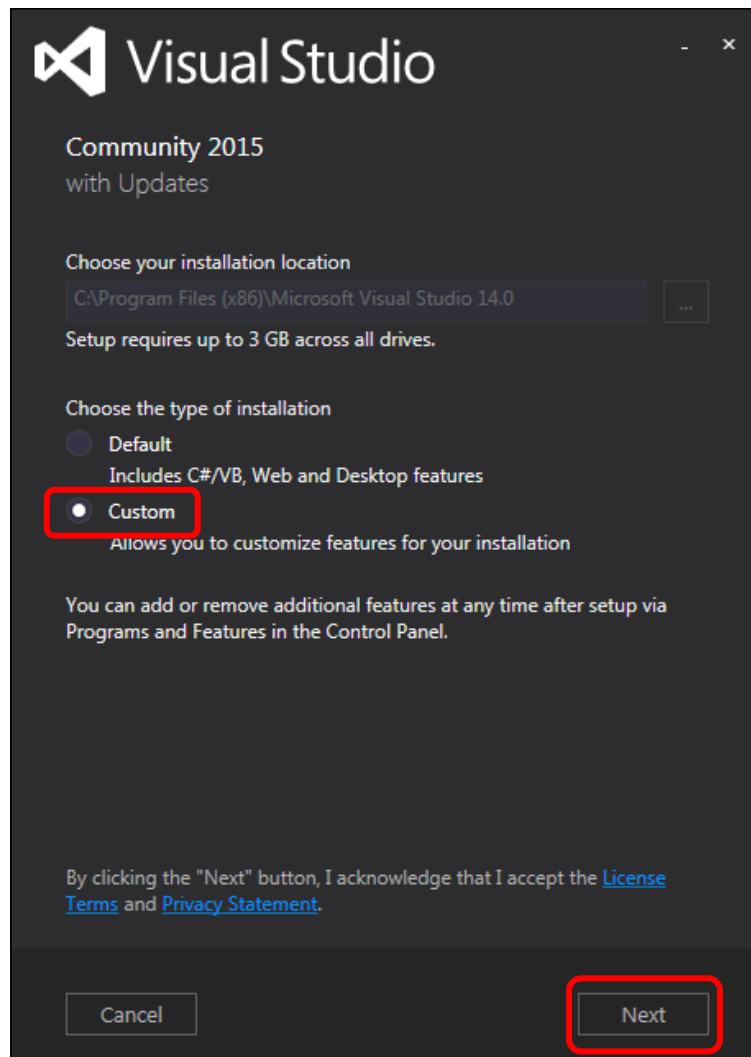 Visual Studio
Community 2015
with Updates
Choose your installation location
C:\Program Files (x86)\Microsoft Visual Studio 14.0
...
Setup requires up to 3 GB across all drives.
Choose the type of installation
Default
Includes C#/VB, Web and Desktop features
Custom
Allows you to customize features for your installation
You can add or remove additional features at any time after setup via
Programs and Features in the Control Panel.
By clicking the "Next" button, I acknowledge that I accept the License
Terms and Privacy Statement.
Cancel
Next